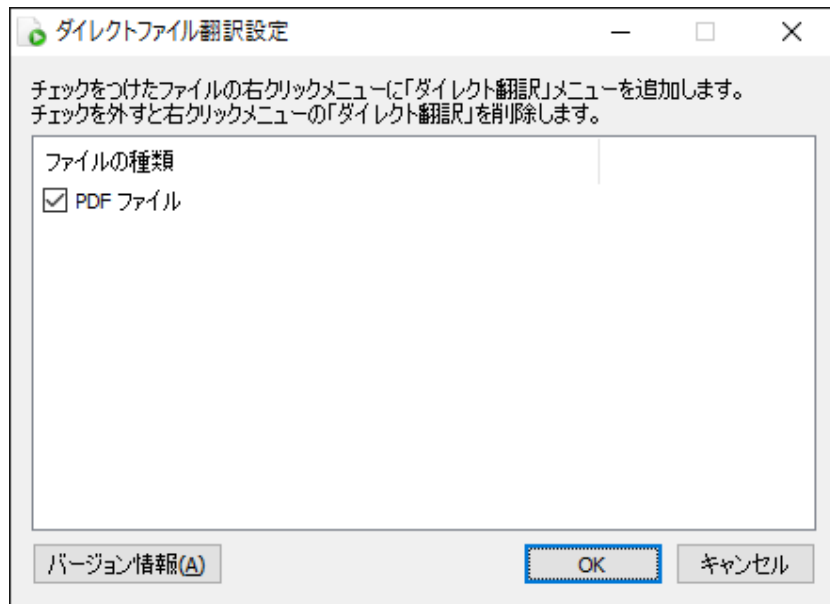 ダイレクトファイル翻訳設定
チェックをつけたファイルの右クリックメニューに「ダイレクト翻訳」メニューを追加します。
チェックを外すと右クリックメニューの「ダイレクト翻訳」を削除します。
ファイルの種類
PDF ファイル
バージョン情報(A) OK キャンセル